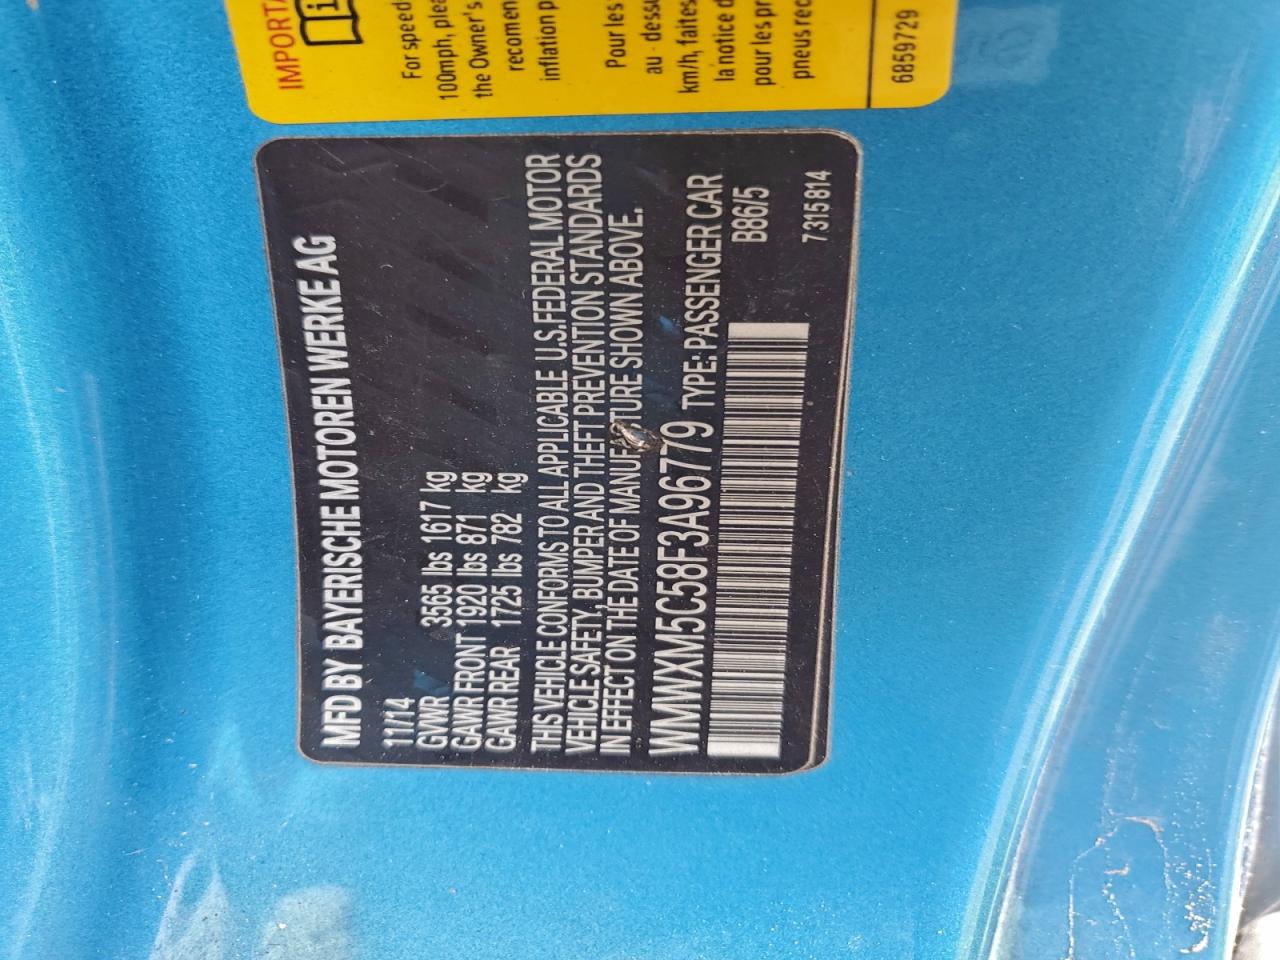 IMPORTA
For speed
100mph, plea
the Owner's
recomen
inflation p
Pour les
au - dessu
km/h, faites
la notice d
pour les pr
pneus rec
6859729
MFD BY BAYERISCHE MOTOREN WERKE AG
11/14
GVWR 3565 lbs 1617 kg
GAWR FRONT 1920 lbs 871 kg
GAWR REAR 1725 lbs 782 kg
THIS VEHICLE CONFORMS TO ALL APPLICABLE U.S.FEDERAL MOTOR
VEHICLE SAFETY, BUMPER AND THEFT PREVENTION STANDARDS
IN EFFECT ON THE DATE OF MANUFACTURE SHOWN ABOVE.
WMWXM5C58F3A96779 TYPE: PASSENGER CAR
B86/5
7315814